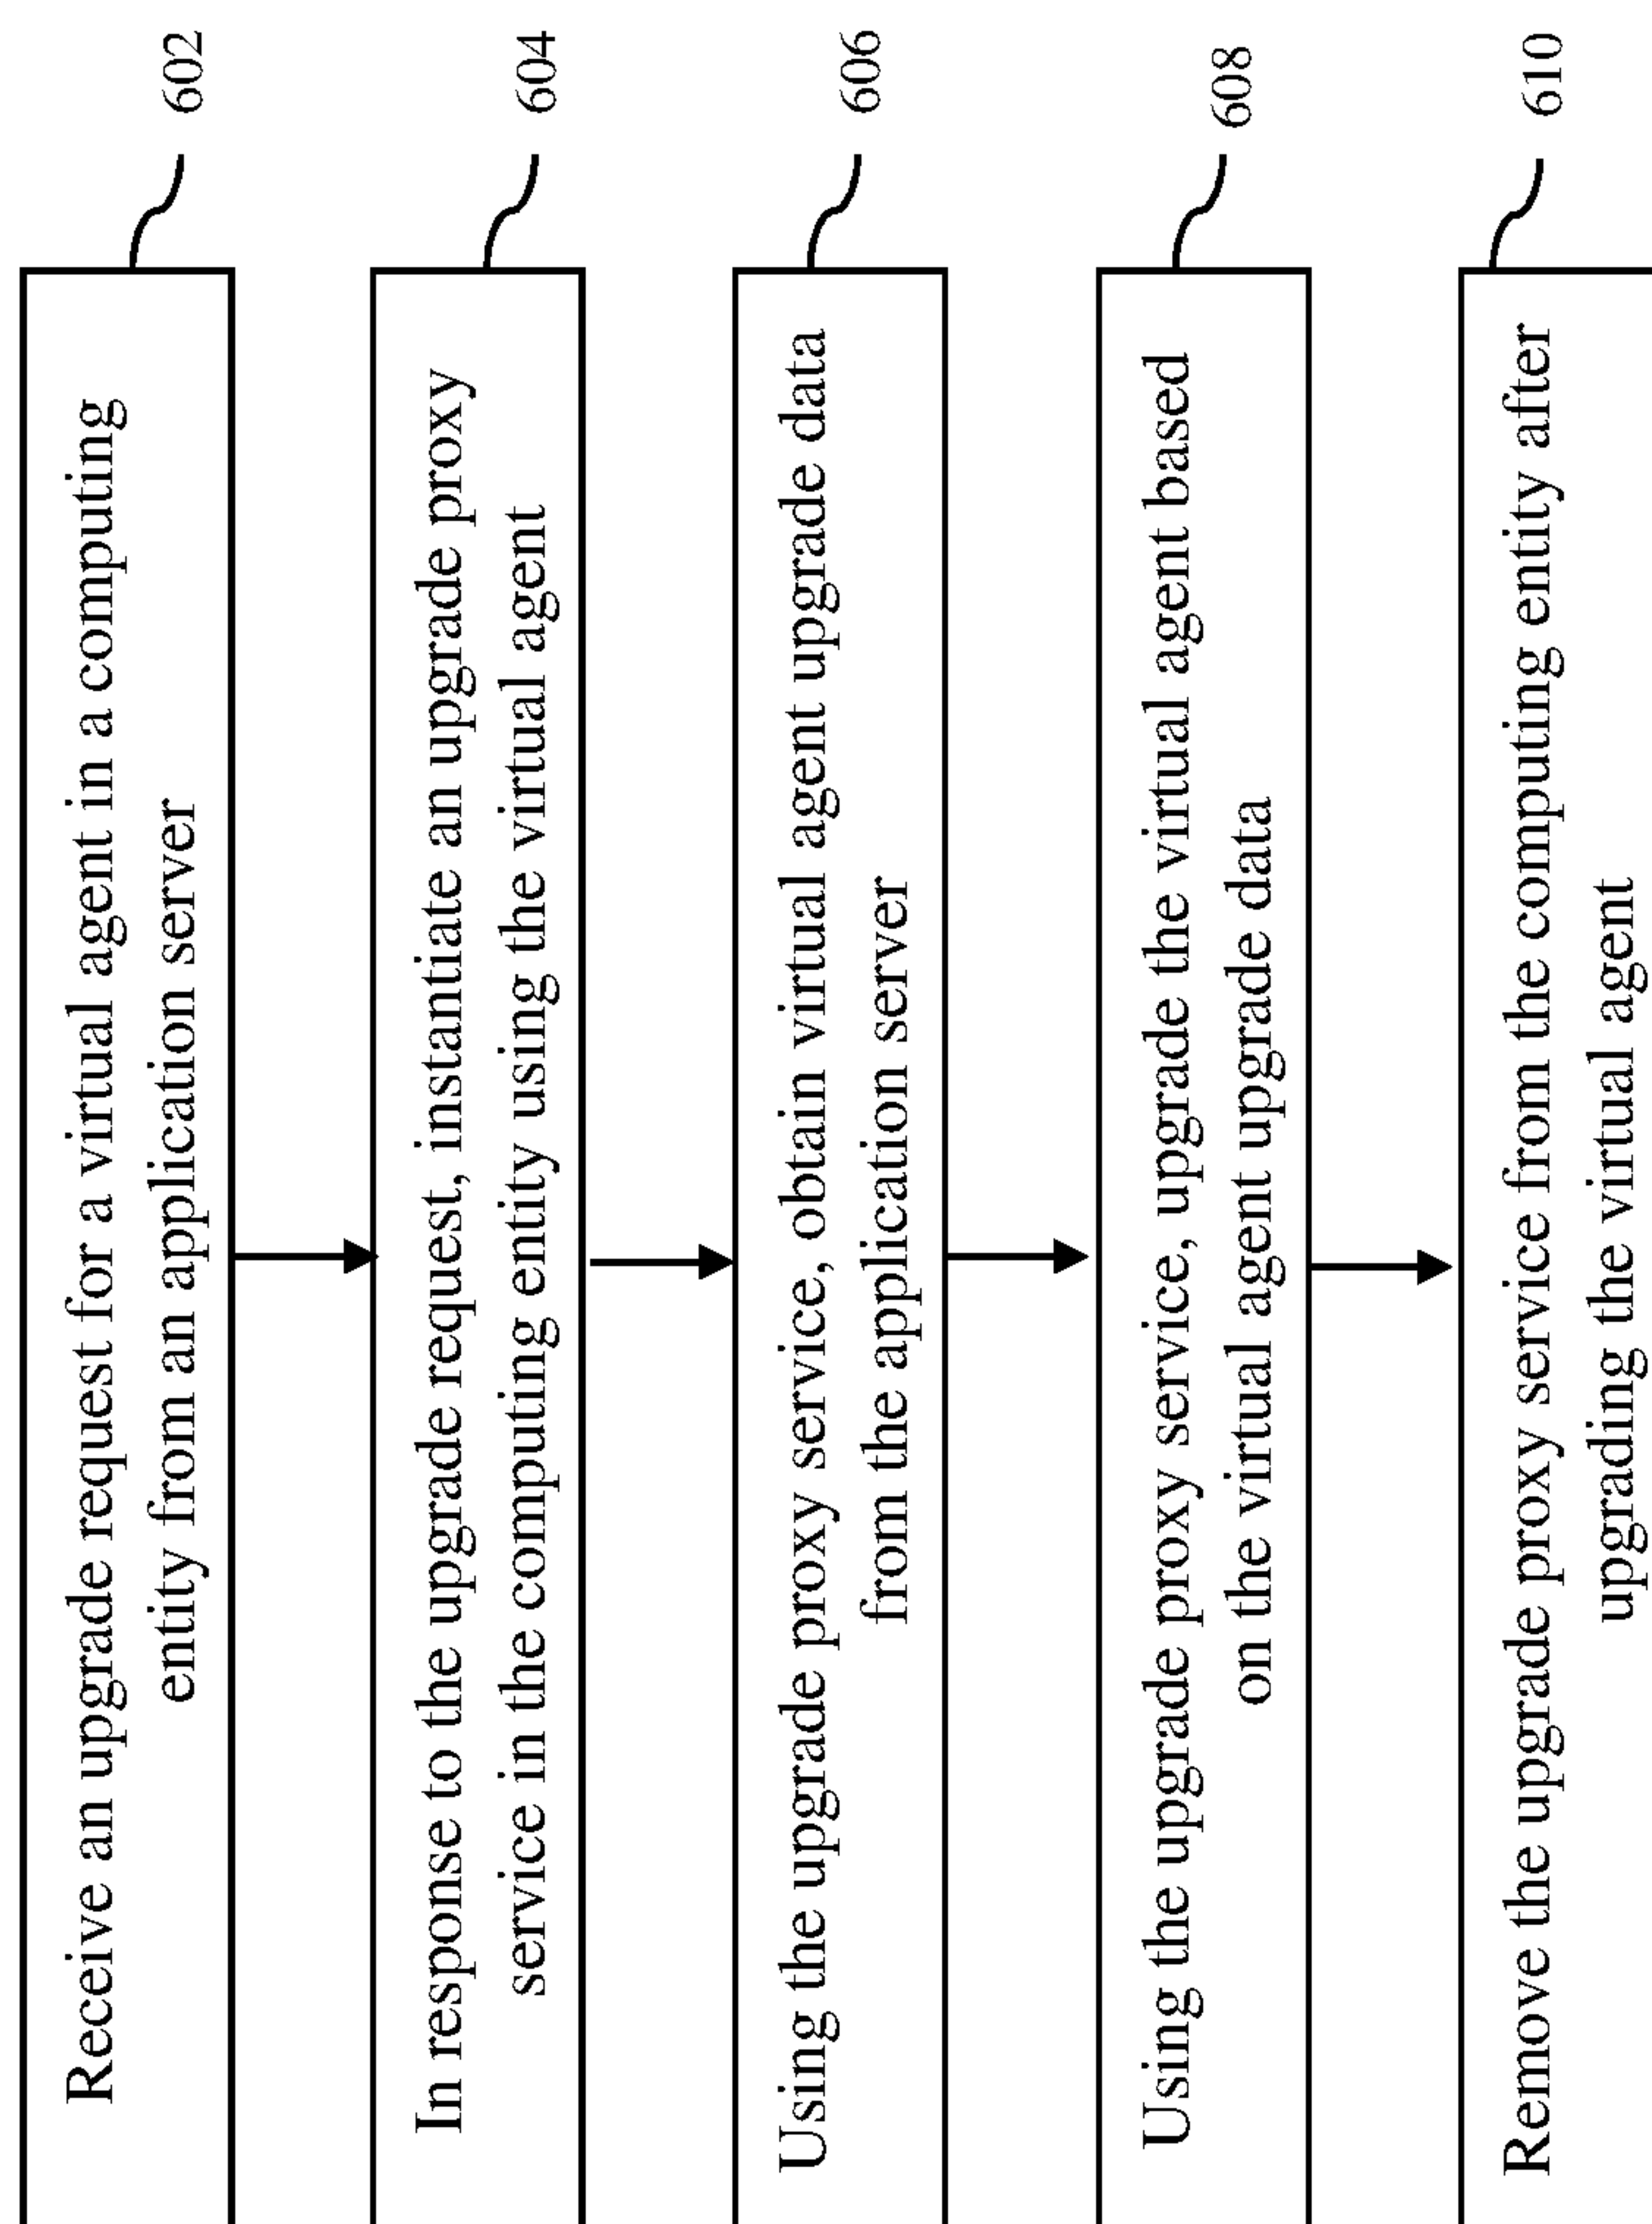 Receive an upgrade request for a virtual agent in a computing
entity from an application server
602
In response to the upgrade request, instantiate an upgrade proxy
service in the computing entity using the virtual agent
604
Using the upgrade proxy service, obtain virtual agent upgrade data
from the application server
606
Using the upgrade proxy service, upgrade the virtual agent based
on the virtual agent upgrade data
608
Remove the upgrade proxy service from the computing entity after
upgrading the virtual agent
610